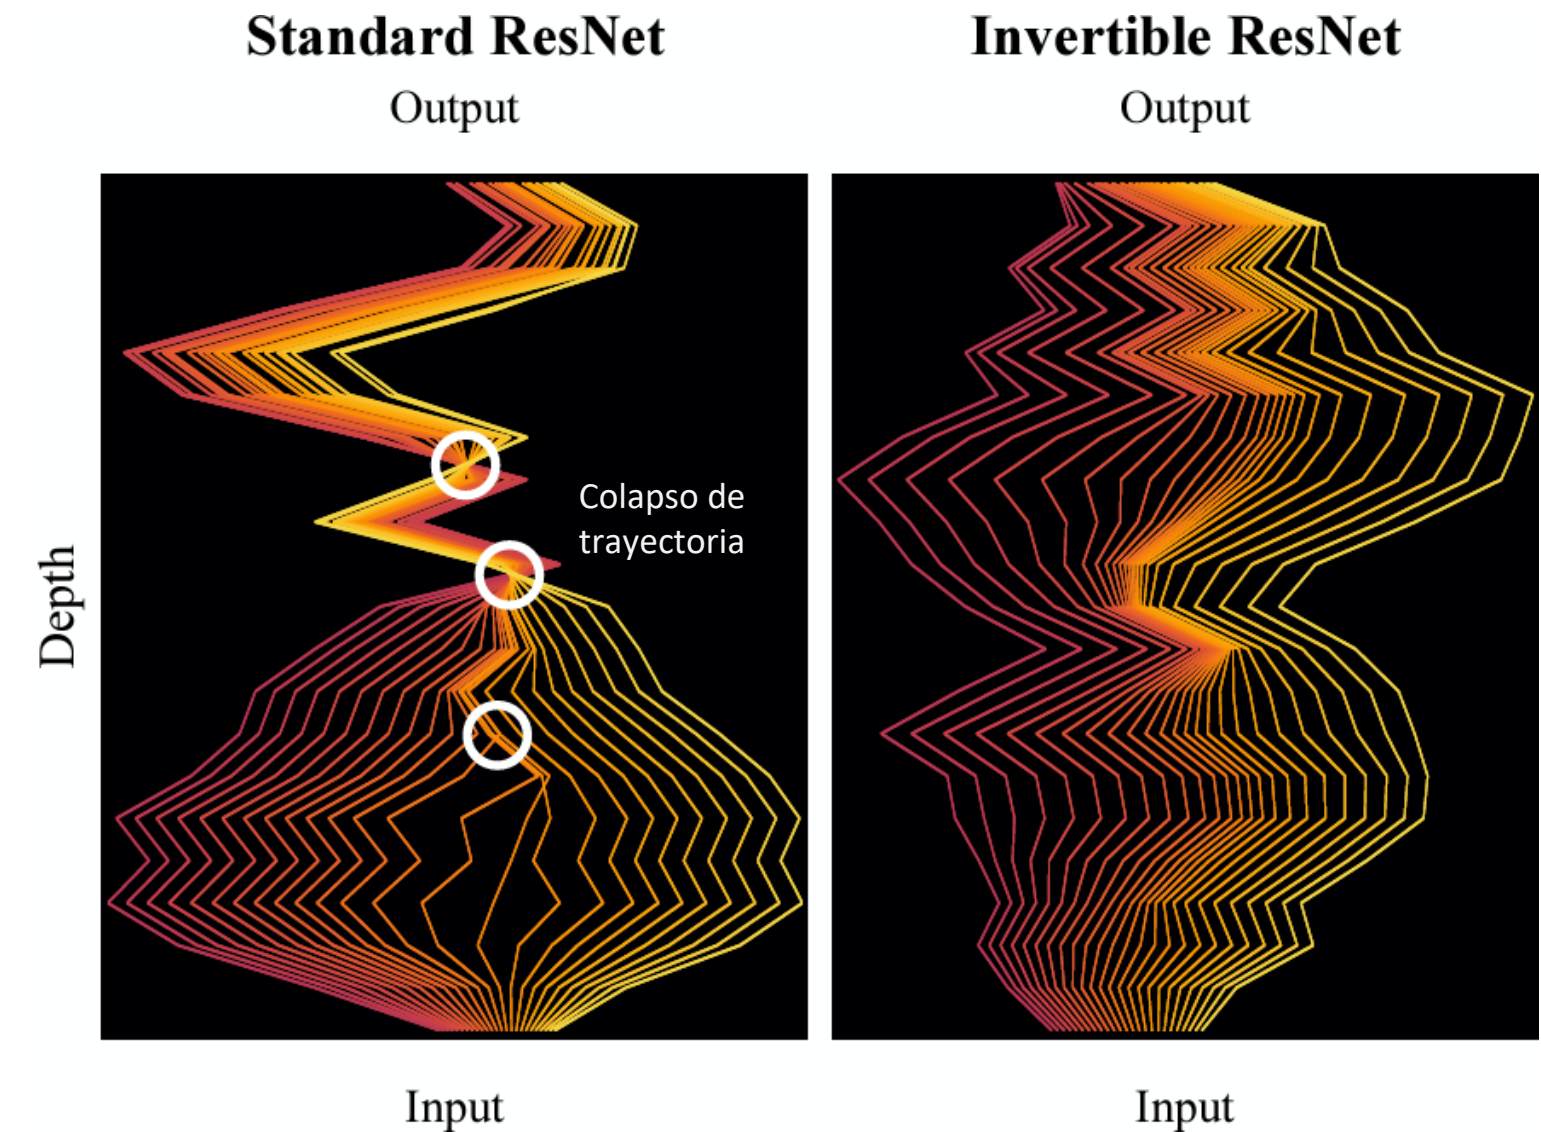 Standard ResNet
Output
Invertible ResNet
Output
Depth
Colapso de
trayectoria
Input
Input